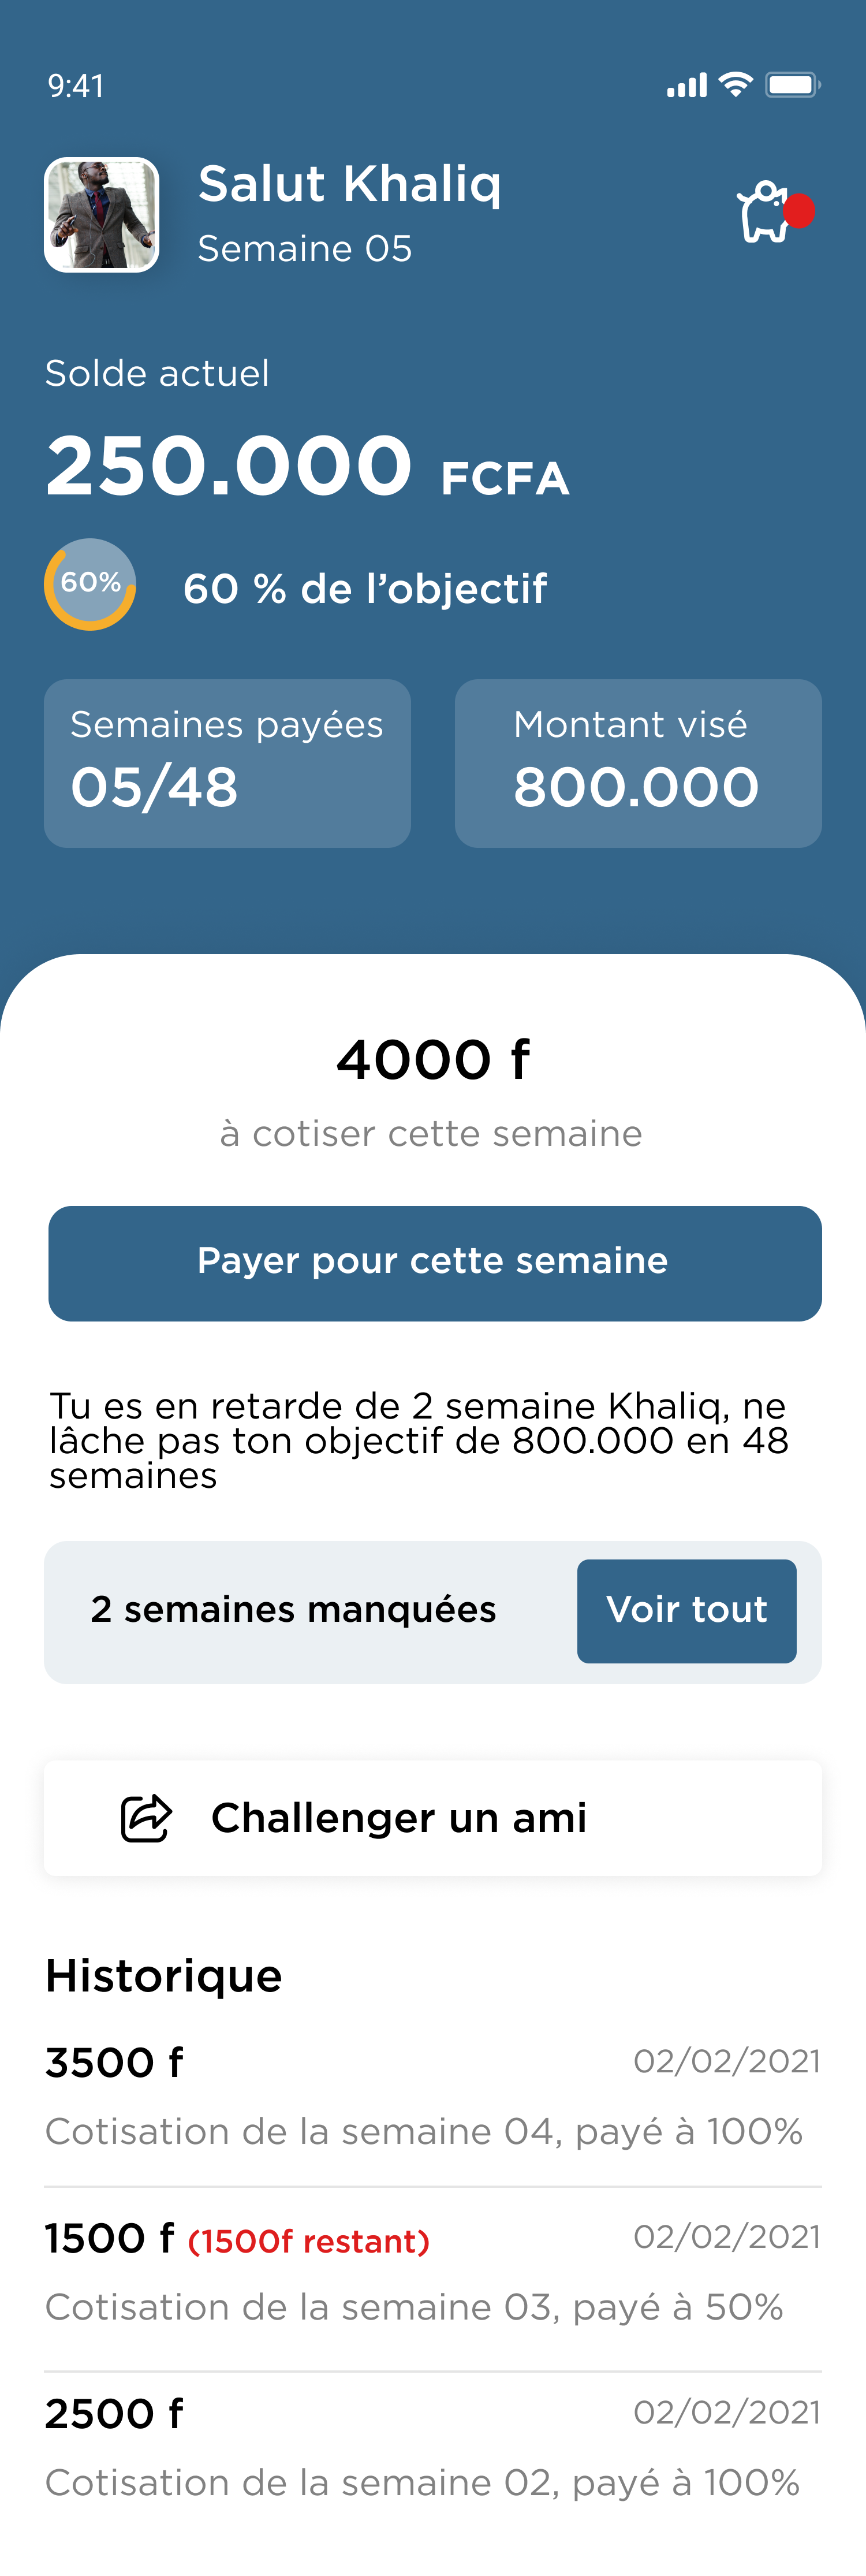 9:41
Salut Khaliq
Semaine 05
Solde actuel
250.000 FCFA
60%
60 % de l’objectif
Semaines payées
05/48
Montant visé
800.000
4000 f
à cotiser cette semaine
Payer pour cette semaine
Tu es en retarde de 2 semaine Khaliq, ne
lâche pas ton objectif de 800.000 en 48
semaines
2 semaines manquées
Voir tout
Challenger un ami
Historique
3500 f 02/02/2021
Cotisation de la semaine 04, payé à 100%
1500 f (1500f restant) 02/02/2021
Cotisation de la semaine 03, payé à 50%
2500 f 02/02/2021
Cotisation de la semaine 02, payé à 100%